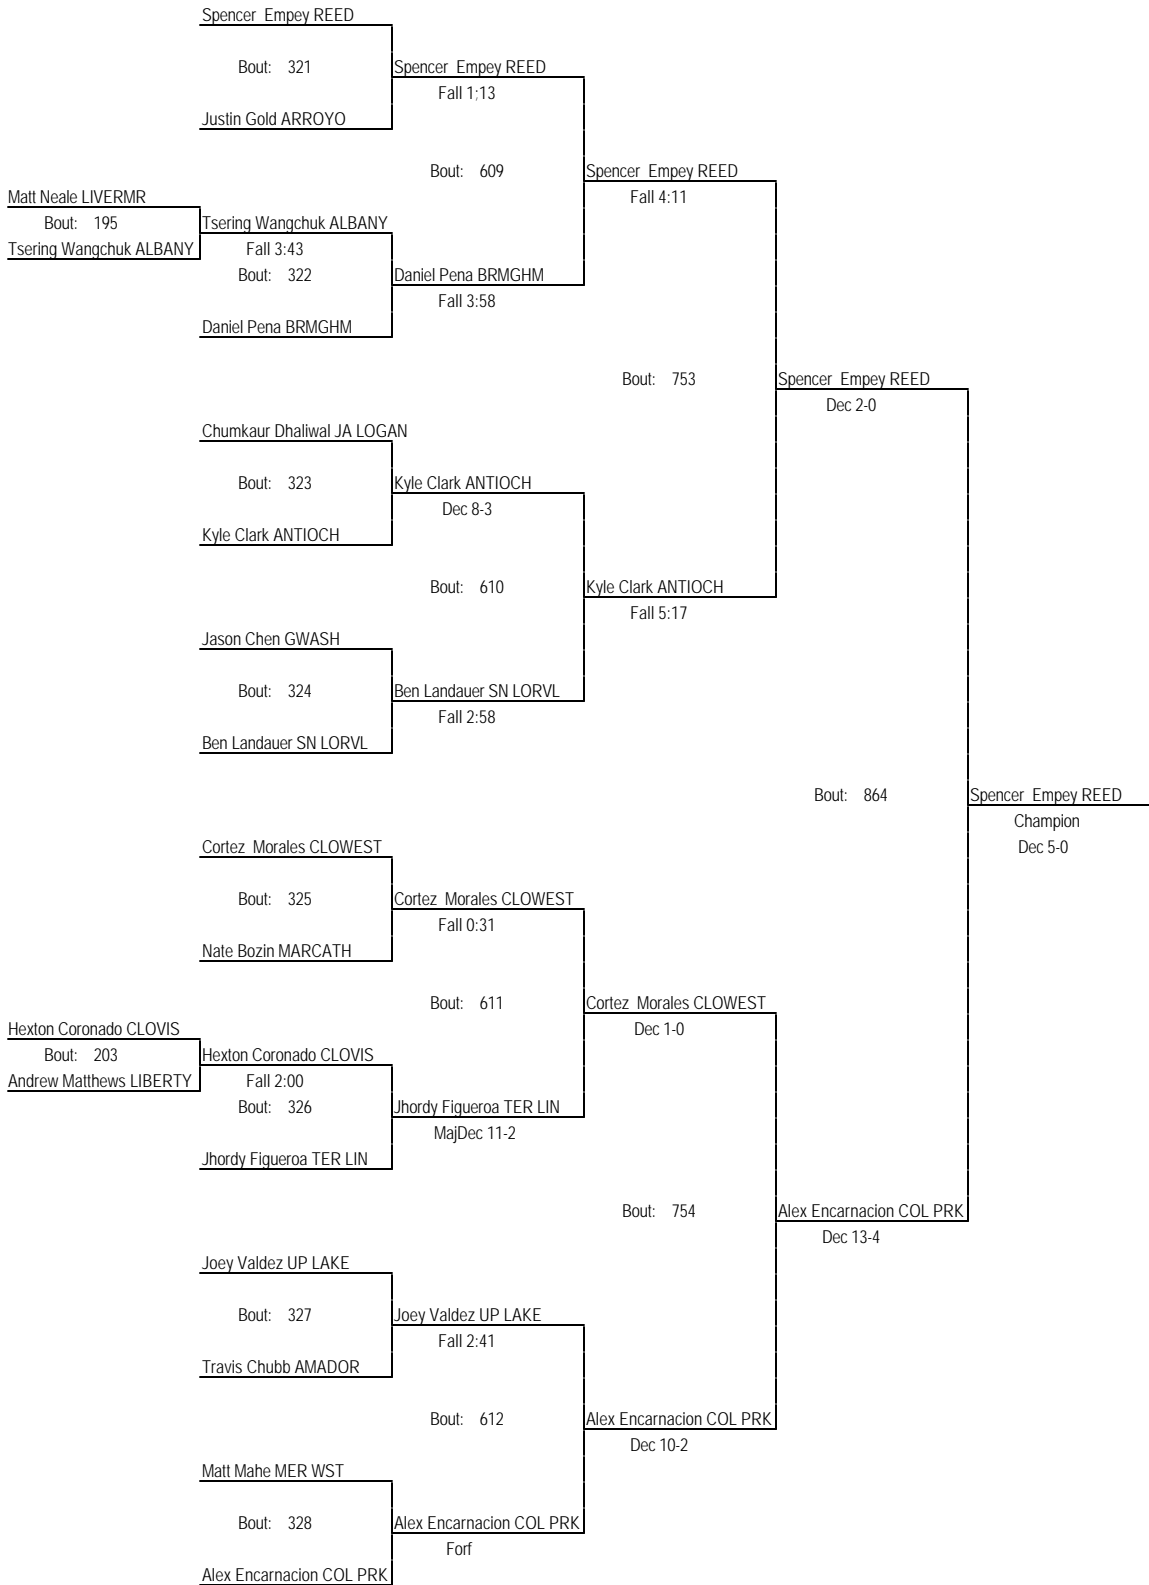 Spencer  Empey REED
Bout: 321
Spencer  Empey REED
Fall 1;13
Justin Gold ARROYO
Bout: 609
Spencer  Empey REED
Fall 4:11
Matt Neale LIVERMR
Bout: 195
Tsering Wangchuk ALBANY
Tsering Wangchuk ALBANY
Fall 3:43
Bout: 322
Daniel Pena BRMGHM
Fall 3:58
Daniel Pena BRMGHM
Bout: 753
Spencer  Empey REED
Dec 2-0
Chumkaur Dhaliwal JA LOGAN
Bout: 323
Kyle Clark ANTIOCH
Dec 8-3
Kyle Clark ANTIOCH
Bout: 610
Kyle Clark ANTIOCH
Fall 5:17
Jason Chen GWASH
Bout: 324
Ben Landauer SN LORVL
Fall 2:58
Ben Landauer SN LORVL
Bout: 864
Spencer  Empey REED
Champion
Dec 5-0
Cortez  Morales CLOWEST
Bout: 325
Cortez  Morales CLOWEST
Fall 0:31
Nate Bozin MARCATH
Bout: 611
Cortez  Morales CLOWEST
Dec 1-0
Hexton Coronado CLOVIS
Bout: 203
Hexton Coronado CLOVIS
Andrew Matthews LIBERTY
Fall 2:00
Bout: 326
Jhordy Figueroa TER LIN
MajDec 11-2
Jhordy Figueroa TER LIN
Bout: 754
Alex Encarnacion COL PRK
Dec 13-4
Joey Valdez UP LAKE
Bout: 327
Joey Valdez UP LAKE
Fall 2:41
Travis Chubb AMADOR
Bout: 612
Alex Encarnacion COL PRK
Dec 10-2
Matt Mahe MER WST
Bout: 328
Alex Encarnacion COL PRK
Forf
Alex Encarnacion COL PRK